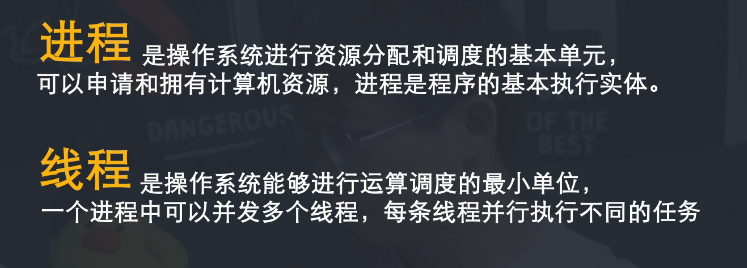 进程 是操作系统进行资源分配和调度的基本单元，
可以申请和拥有计算机资源，进程是程序的基本执行实体。
DANGEROUS
OF THE
BEST
线程 是操作系统能够进行运算调度的最小单位，
一个进程中可以并发多个线程，每条线程并行执行不同的任务